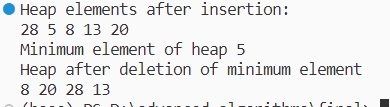 Heap elements after insertion:
28 5 8 13 20
Minimum element of heap 5
Heap after deletion of minimum element
8 20 28 13